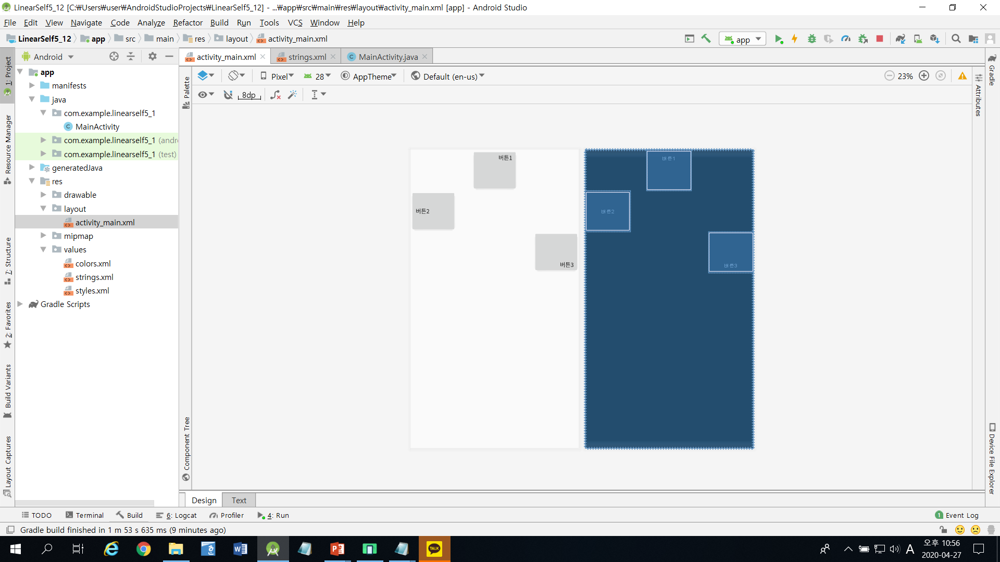 LinearSelf5_12 [C:₩Users₩user₩AndroidStudioProjects₩LinearSelf5_12] - ...₩app₩src₩main₩res₩layout₩activity_main.xml [app] - Android Studio
File Edit View Navigate Code Analyze Refactor Build Run Tools VCS Window Help
LinearSelf5_12 app src main res layout activity_main.xml
app
Android
activity_main.xml strings.xml MainActivity.java
Pixel 28 AppTheme Default (en-us) 23%
8dp
1: Project
Resource Manager
7: Structure
2: Favorites
Build Variants
Layout Captures
app
manifests
java
com.example.linearself5_1
MainActivity
com.example.linearself5_1 (andr
com.example.linearself5_1 (test)
generatedJava
res
drawable
layout
activity_main.xml
mipmap
values
colors.xml
strings.xml
styles.xml
Gradle Scripts
Palette
Component Tree
버튼1
버튼2
버튼3
버튼1
버튼2
버튼3
Gradle
Attributes
Device File Explorer
Design Text
TODO Terminal Build 6: Logcat Profiler 4: Run Event Log
1
Gradle build finished in 1 m 53 s 635 ms (9 minutes ago)
TALK
A
오후 10:56
2020-04-27